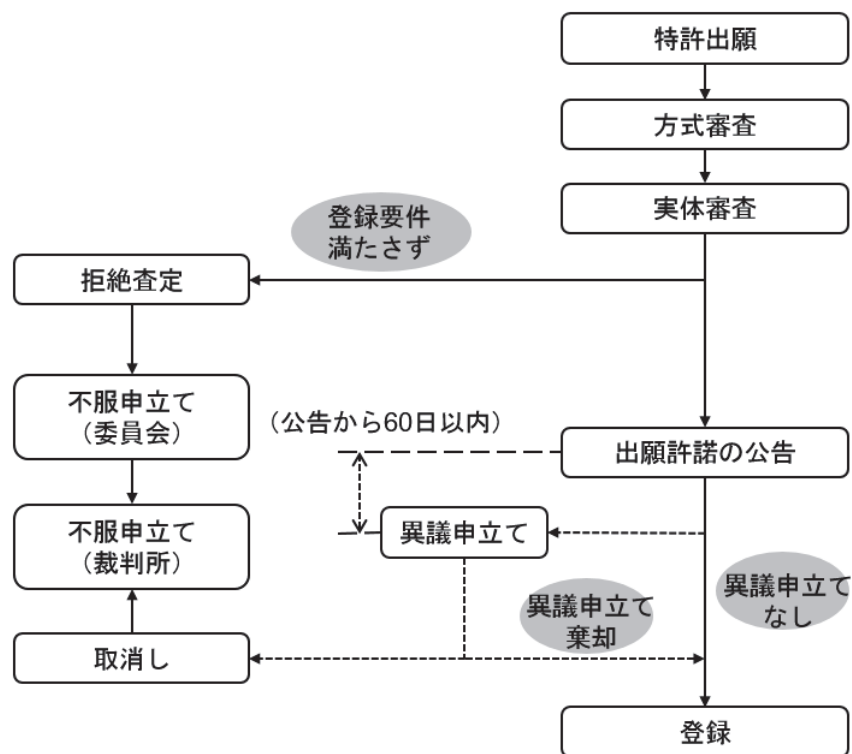 特許出願
方式審査
実体審査
登録要件
満たさず
拒絶査定
不服申立て
（委員会）
（公告から60日以内）
出願許諾の公告
不服申立て
（裁判所）
異議申立て
異議申立て
なし
異議申立て
棄却
取消し
登録